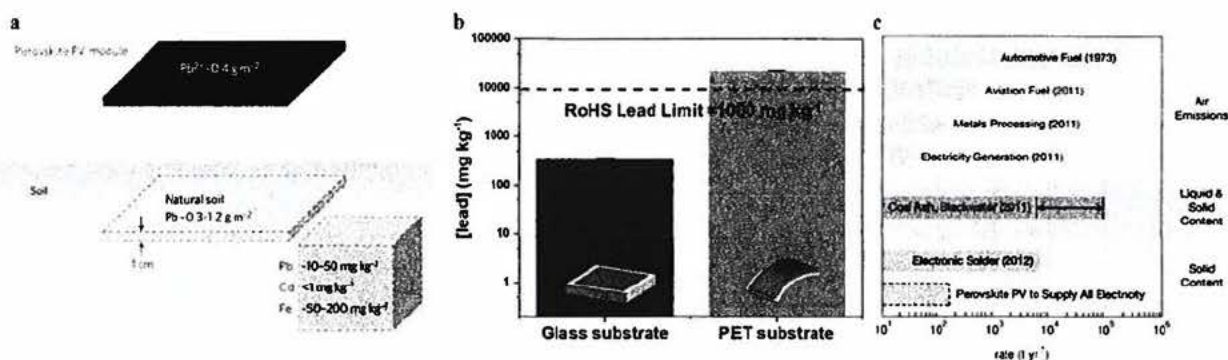 a
Perovskite PV module
Pb²⁺ ~0.4 g m⁻²
Soil
Natural soil
Pb ~0.3-1.2 g m⁻²
1 cm
Pb ~10–50 mg kg⁻¹
Cd <1 mg kg⁻¹
Fe ~50–200 mg kg⁻¹
b
100000
10000
1000
100
10
1
[lead] (mg kg⁻¹)
RoHS Lead Limit =1000 mg kg⁻¹
Glass substrate
PET substrate
c
Automotive Fuel (1973)
Aviation Fuel (2011)
Metals Processing (2011)
Electricity Generation (2011)
Coal Ash, Blackwater (2011)
Electronic Solder (2012)
Perovskite PV to Supply All Electricity
Air
Emissions
Liquid &
Solid
Content
Solid
Content
10¹ 10² 10³ 10⁴ 10⁵ 10⁶
rate (t yr⁻¹)